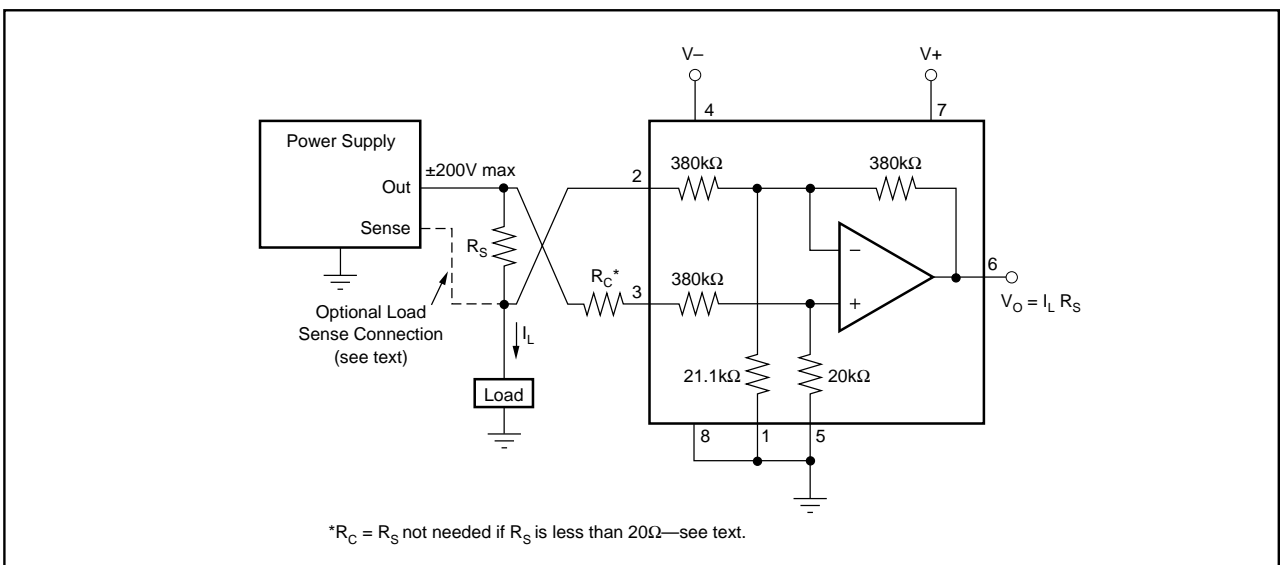 V–
V+
4
7
Power Supply
±200V max
Out
Sense
R_S
R_C*
2
3
380kΩ
380kΩ
380kΩ
–
+
6
V_O = I_L R_S
Optional Load
Sense Connection
(see text)
I_L
Load
21.1kΩ
20kΩ
8
1
5
*R_C = R_S not needed if R_S is less than 20Ω—see text.